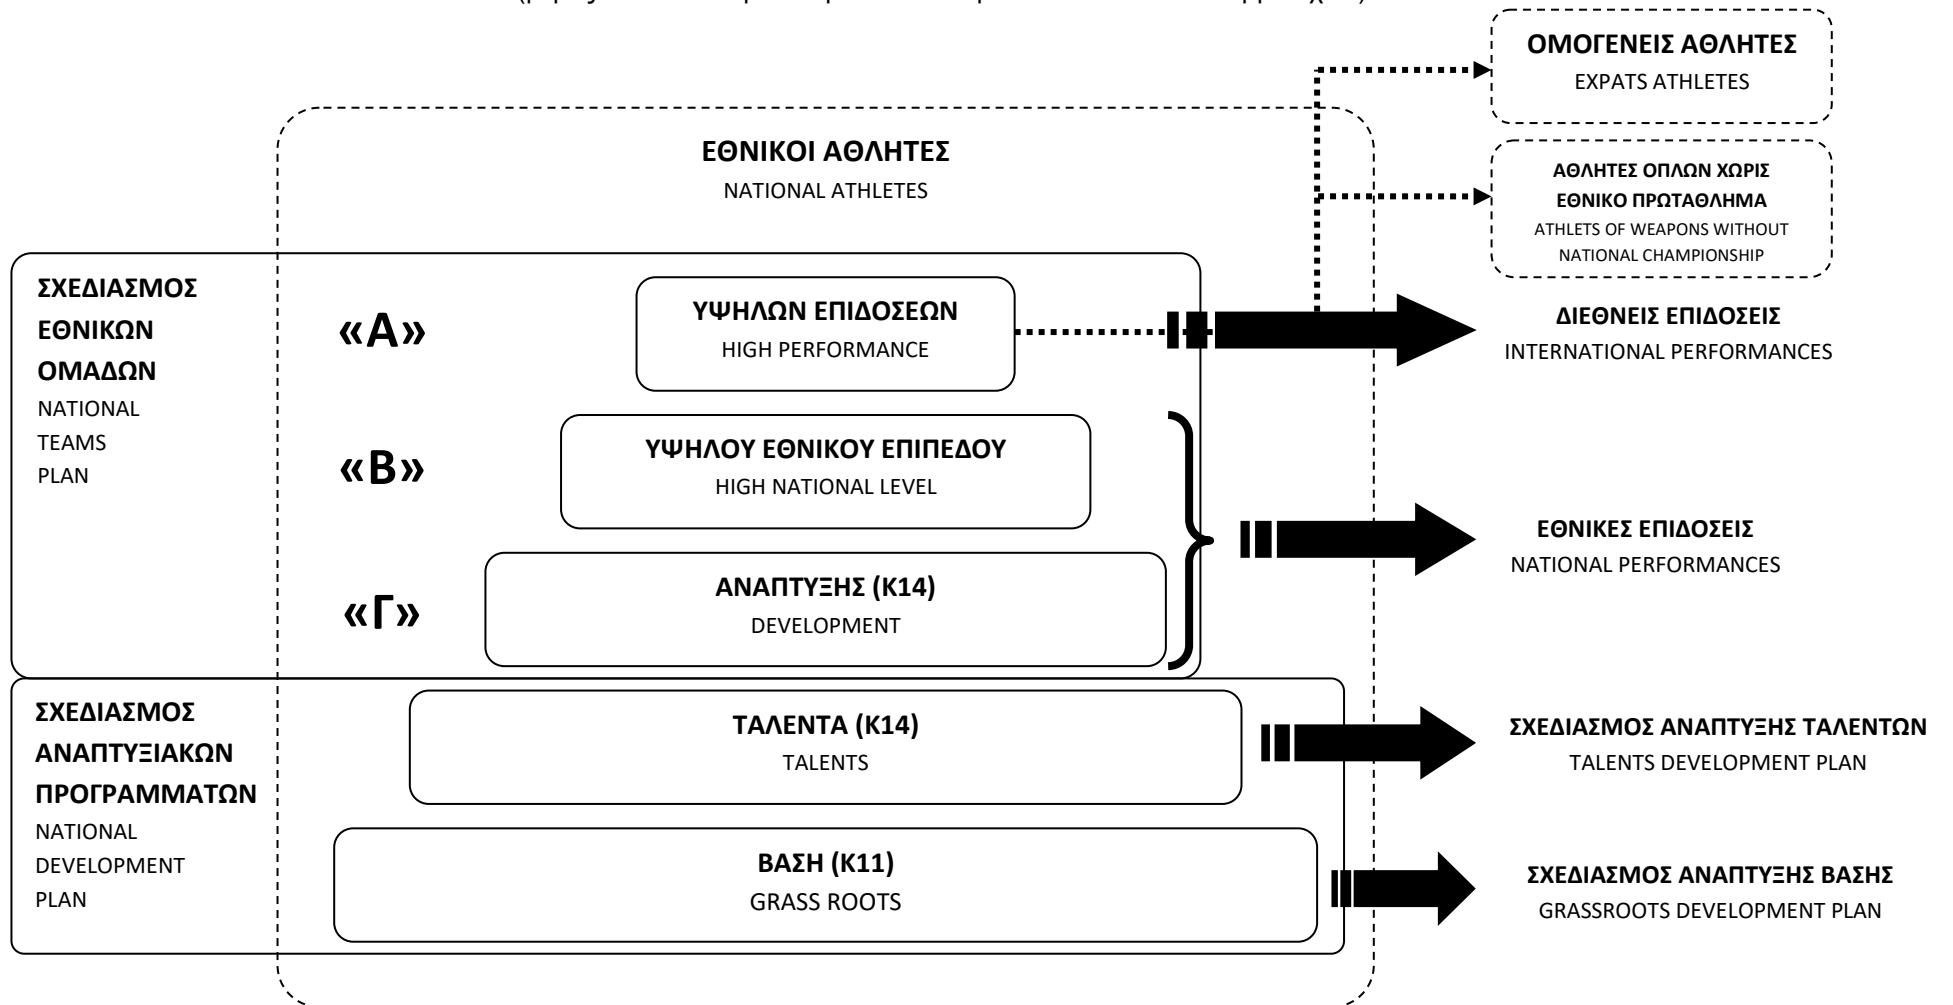 ΟΜΟΓΕΝΕΙΣ ΑΘΛΗΤΕΣ
EXPATS ATHLETES
ΕΘΝΙΚΟΙ ΑΘΛΗΤΕΣ
NATIONAL ATHLETES
ΑΘΛΗΤΕΣ ΟΠΛΩΝ ΧΩΡΙΣ
ΕΘΝΙΚΟ ΠΡΩΤΑΘΛΗΜΑ
ATHLETS OF WEAPONS WITHOUT
NATIONAL CHAMPIONSHIP
ΣΧΕΔΙΑΣΜΟΣ
ΕΘΝΙΚΩΝ
ΟΜΑΔΩΝ
NATIONAL
TEAMS
PLAN
«Α»
ΥΨΗΛΩΝ ΕΠΙΔΟΣΕΩΝ
HIGH PERFORMANCE
ΔΙΕΘΝΕΙΣ ΕΠΙΔΟΣΕΙΣ
INTERNATIONAL PERFORMANCES
«Β»
ΥΨΗΛΟΥ ΕΘΝΙΚΟΥ ΕΠΙΠΕΔΟΥ
HIGH NATIONAL LEVEL
«Γ»
ΑΝΑΠΤΥΞΗΣ (Κ14)
DEVELOPMENT
ΕΘΝΙΚΕΣ ΕΠΙΔΟΣΕΙΣ
NATIONAL PERFORMANCES
ΣΧΕΔΙΑΣΜΟΣ
ΑΝΑΠΤΥΞΙΑΚΩΝ
ΠΡΟΓΡΑΜΜΑΤΩΝ
NATIONAL
DEVELOPMENT
PLAN
ΤΑΛΕΝΤΑ (Κ14)
TALENTS
ΣΧΕΔΙΑΣΜΟΣ ΑΝΑΠΤΥΞΗΣ ΤΑΛΕΝΤΩΝ
TALENTS DEVELOPMENT PLAN
ΒΑΣΗ (Κ11)
GRASS ROOTS
ΣΧΕΔΙΑΣΜΟΣ ΑΝΑΠΤΥΞΗΣ ΒΑΣΗΣ
GRASSROOTS DEVELOPMENT PLAN